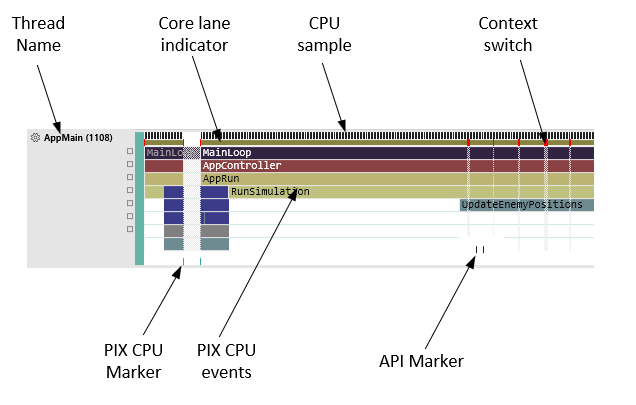 Thread
Name
Core lane
indicator
CPU
sample
Context
switch
AppMain (1108)
MainLo
MainLoop
AppController
AppRun
RunSimulation
UpdateEnemyPositions
PIX CPU
Marker
PIX CPU
events
API Marker